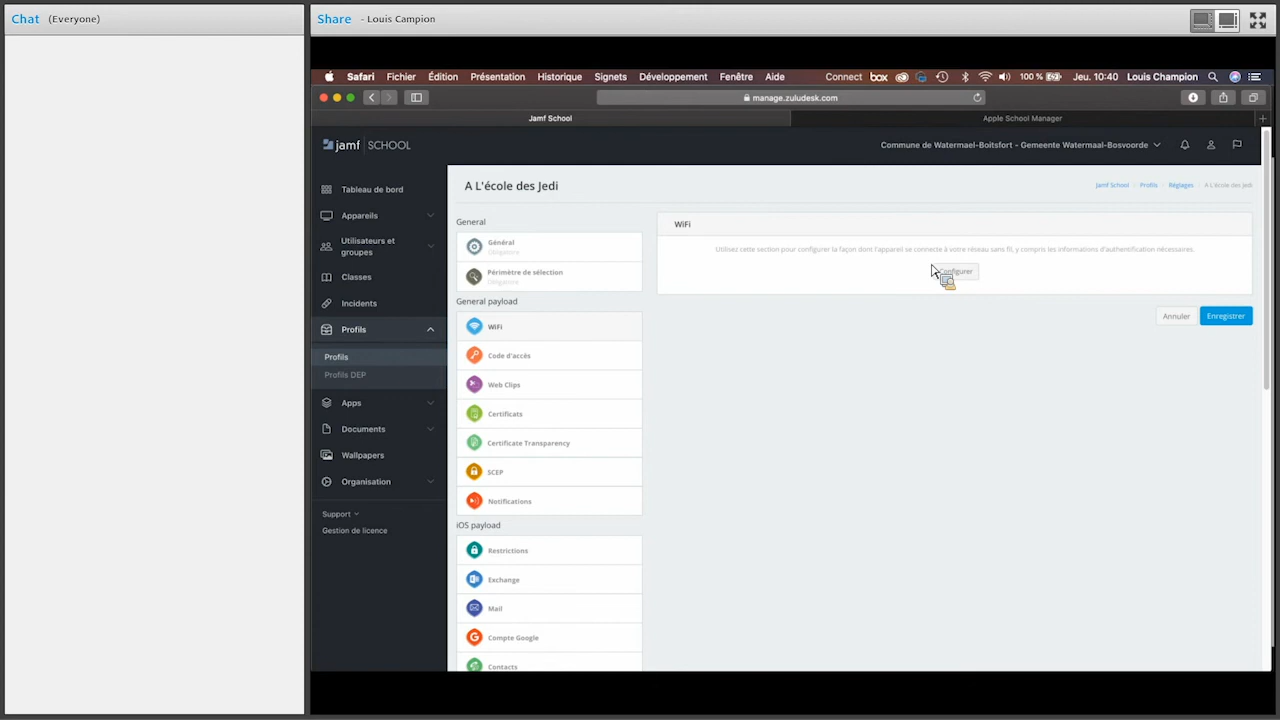 Chat (Everyone)
Share - Louis Campion
Safari Fichier Édition Présentation Historique Signets Développement Fenêtre Aide Connect box 100 % Jeu. 10:40 Louis Champion
manage.zuludesk.com
Jamf School
Apple School Manager
jamf | SCHOOL
Commune de Watermael-Boitsfort - Gemeente Watermaal-Bosvoorde
Tableau de bord
Appareils
Utilisateurs et
groupes
Classes
Incidents
Profils
Profils
Profils DEP
Apps
Documents
Wallpapers
Organisation
Support
Gestion de licence
A L'école des Jedi
Jamf School / Profils / Réglages / A L'école des Jedi
General
Général
Obligatoire
Périmètre de sélection
Obligatoire
General payload
WiFi
Code d'accès
Web Clips
Certificats
Certificate Transparency
SCEP
Notifications
iOS payload
Restrictions
Exchange
Mail
Compte Google
Contacts
WiFi
Utilisez cette section pour configurer la façon dont l'appareil se connecte à votre réseau sans fil, y compris les informations d'authentification nécessaires.
Configurer
Annuler
Enregistrer